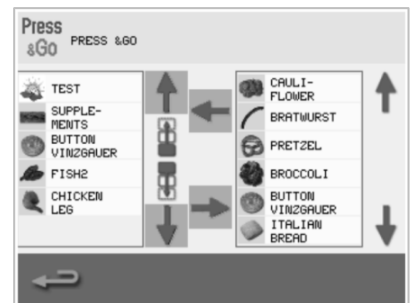 Press
&Go
PRESS &GO
TEST
SUPPLE-
MENTS
BUTTON
VINZGAUER
FISH2
CHICKEN
LEG
CAULI-
FLOWER
BRATWURST
PRETZEL
BROCCOLI
BUTTON
VINZGAUER
ITALIAN
BREAD